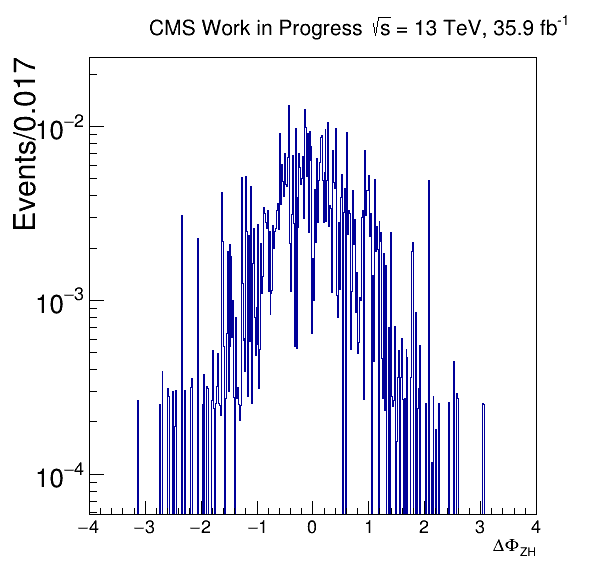 CMS Work in Progress √s = 13 TeV, 35.9 fb⁻¹
Events/0.017
10⁻²
10⁻³
10⁻⁴
−4 −3 −2 −1 0 1 2 3 4
ΔΦ_ZH